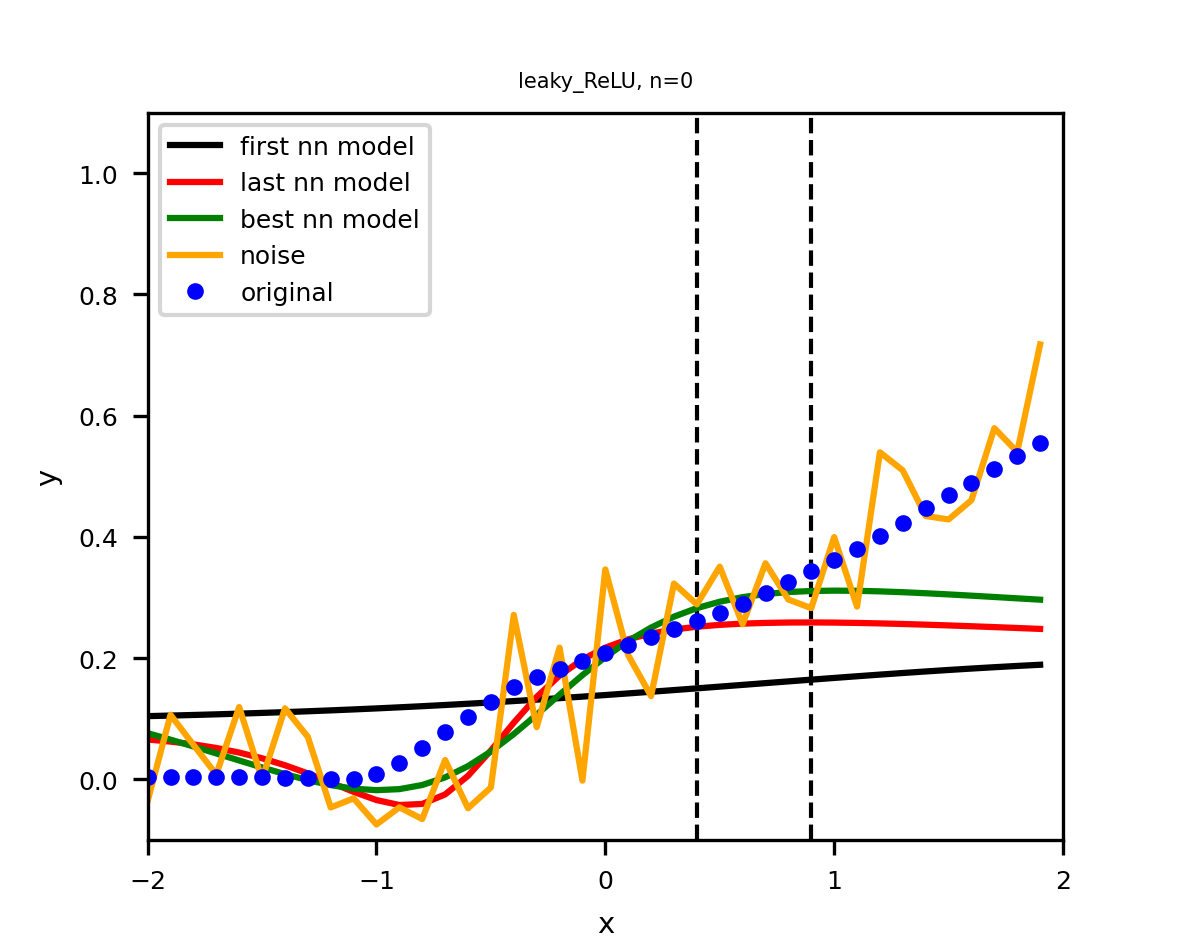 leaky_ReLU, n=0
first nn model
last nn model
best nn model
noise
original
1.0
0.8
0.6
0.4
0.2
0.0
y
−2
−1
0
1
2
x